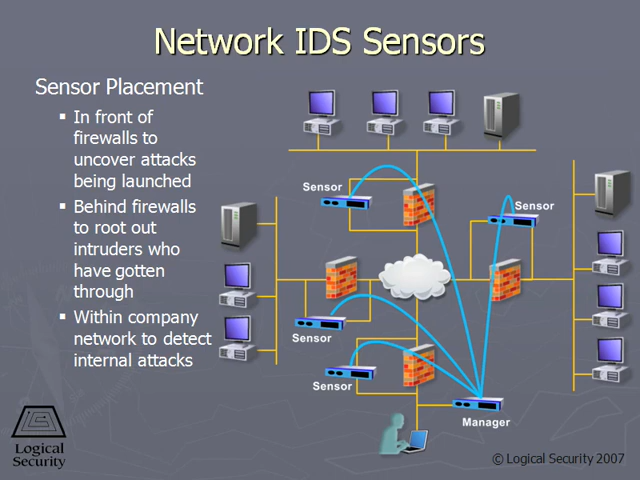 Network IDS Sensors
Sensor Placement
▪ In front of
firewalls to
uncover attacks
being launched
▪ Behind firewalls
to root out
intruders who
have gotten
through
▪ Within company
network to detect
internal attacks
Sensor
Sensor
Sensor
Sensor
Manager
Logical
Security
© Logical Security 2007